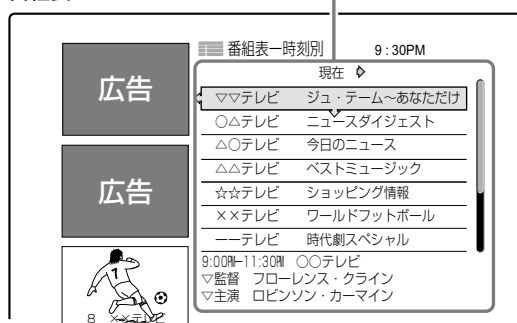 広告
広告
番組表ー時刻別 9:30PM
現在
▽▽テレビ ジュ・テーム〜あなただけ
○△テレビ ニュースダイジェスト
△○テレビ 今日のニュース
△△テレビ ベストミュージック
☆☆テレビ ショッピング情報
××テレビ ワールドフットボール
ーーテレビ 時代劇スペシャル
9:00PM–11:30PM ○○テレビ
▽監督 フローレンス・クライン
▽主演 ロビンソン・カーマイン
1
8 ××テレビ